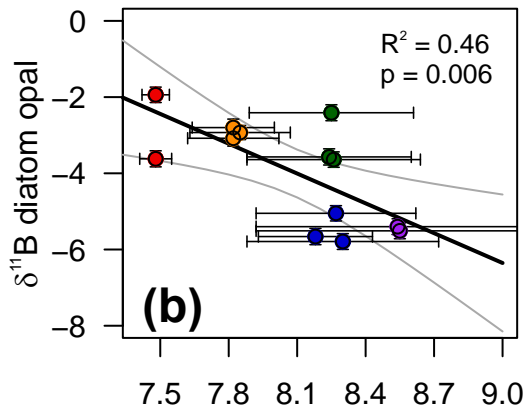 δ¹¹B diatom opal
0
−2
−4
−6
−8
R² = 0.46
p = 0.006
(b)
7.5 7.8 8.1 8.4 8.7 9.0